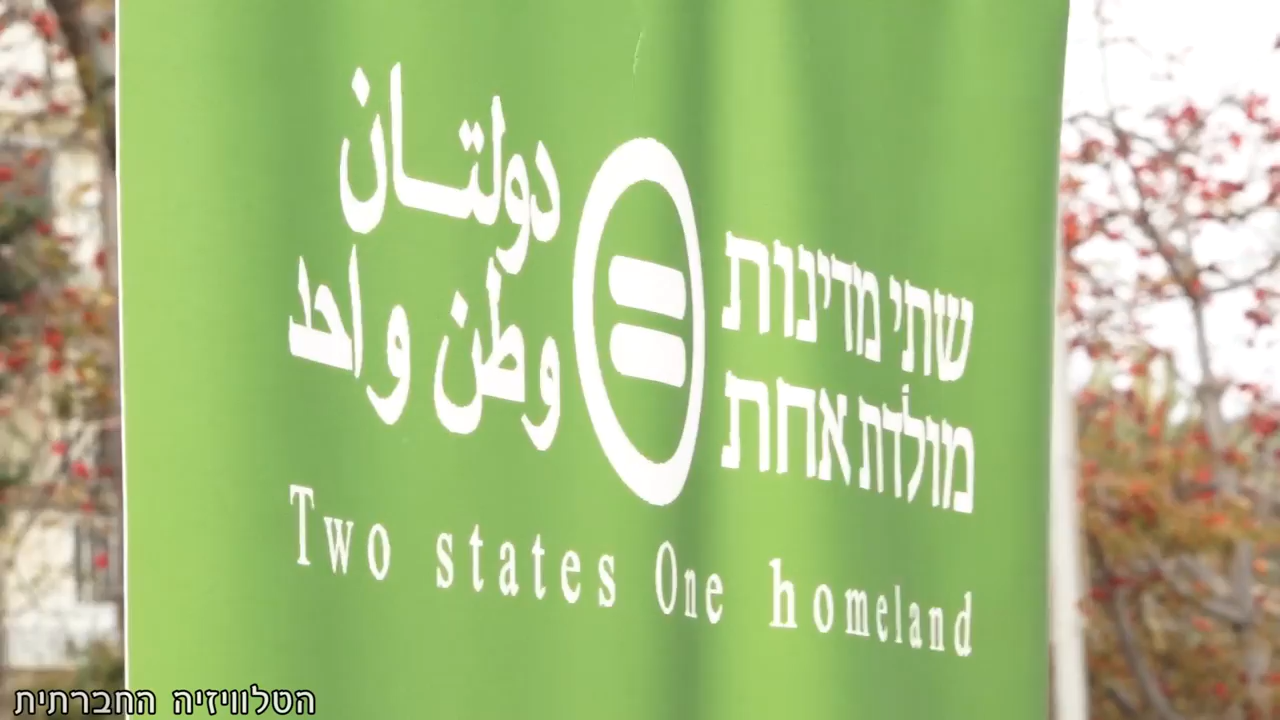 دولتان
وطن واحد
שתי מדינות
מולדת אחת
Two states One homeland
הטלוויזיה החברתית